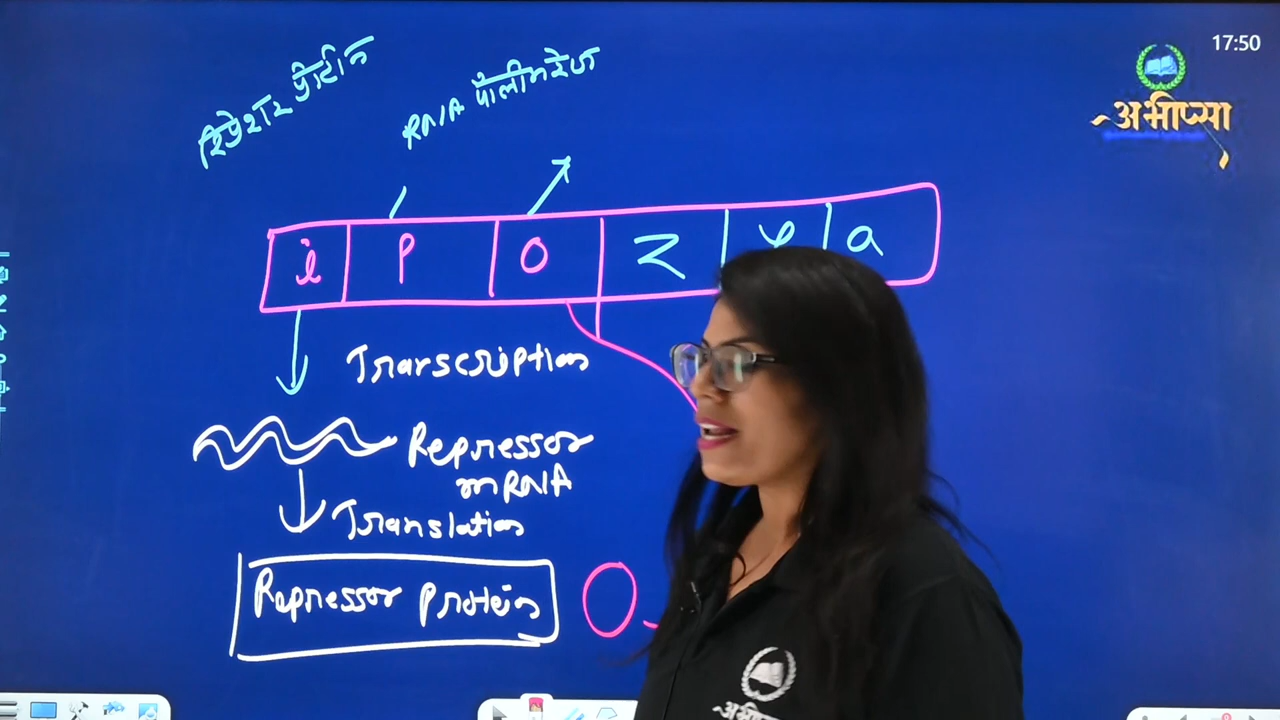 17:50
अभीप्सा
रिप्रेशर प्रोटीन
RNA पॉलीमरेज
i P O Z y a
Transcription
Repressor
mRNA
Translation
Repressor Protein
O